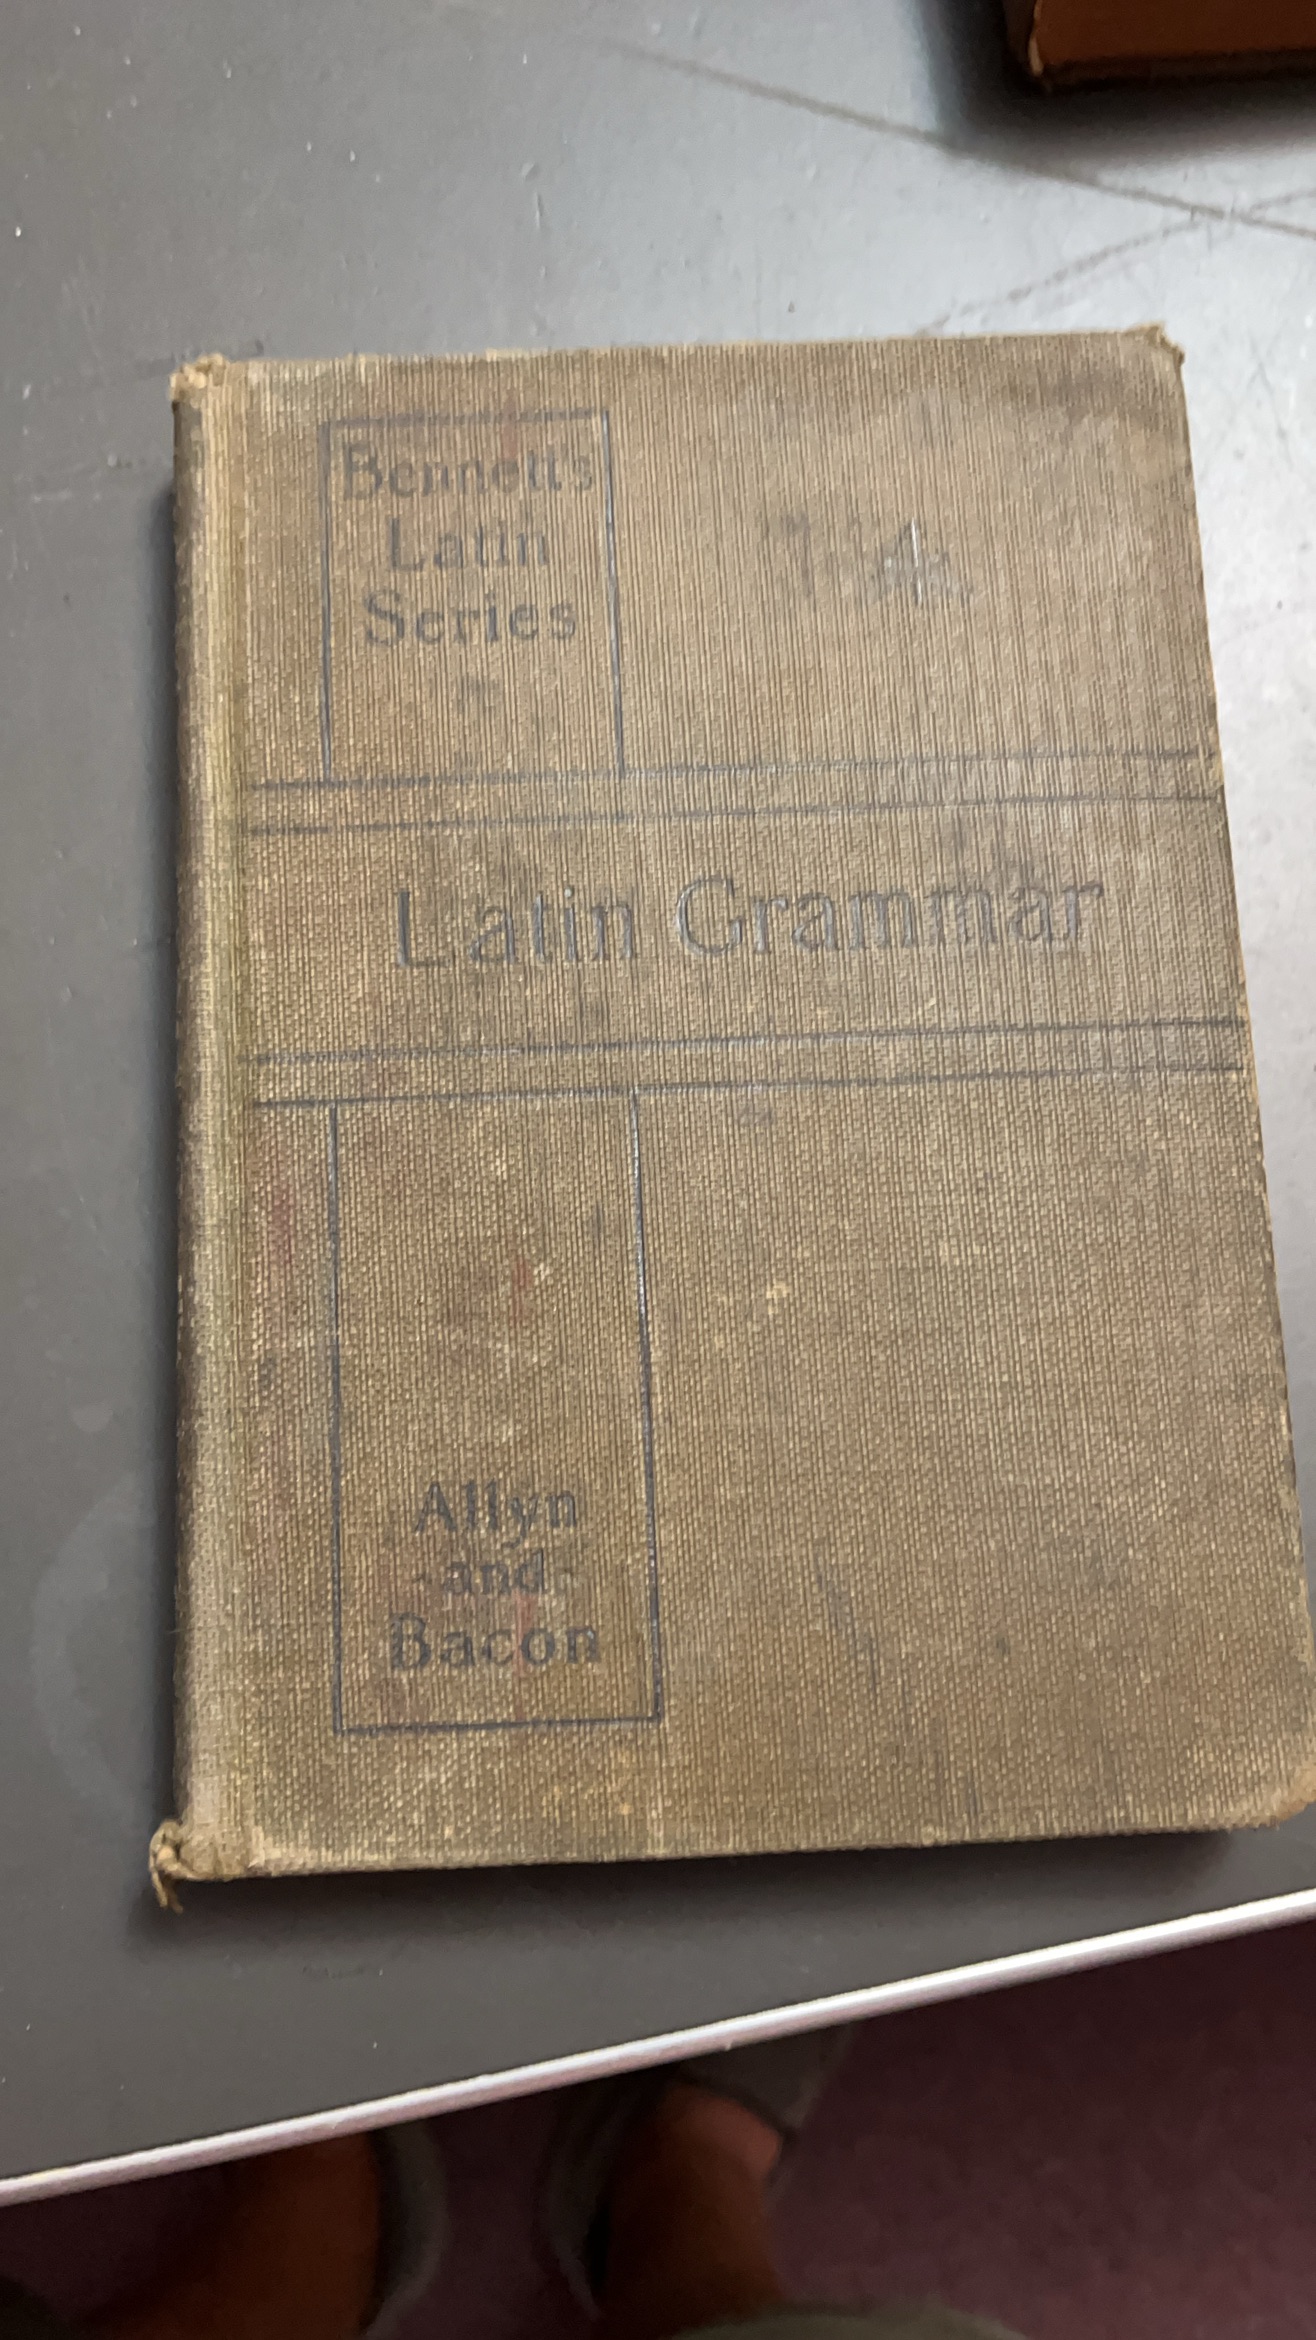 Bennett's
Latin
Series
Latin Grammar
Allyn
and
Bacon